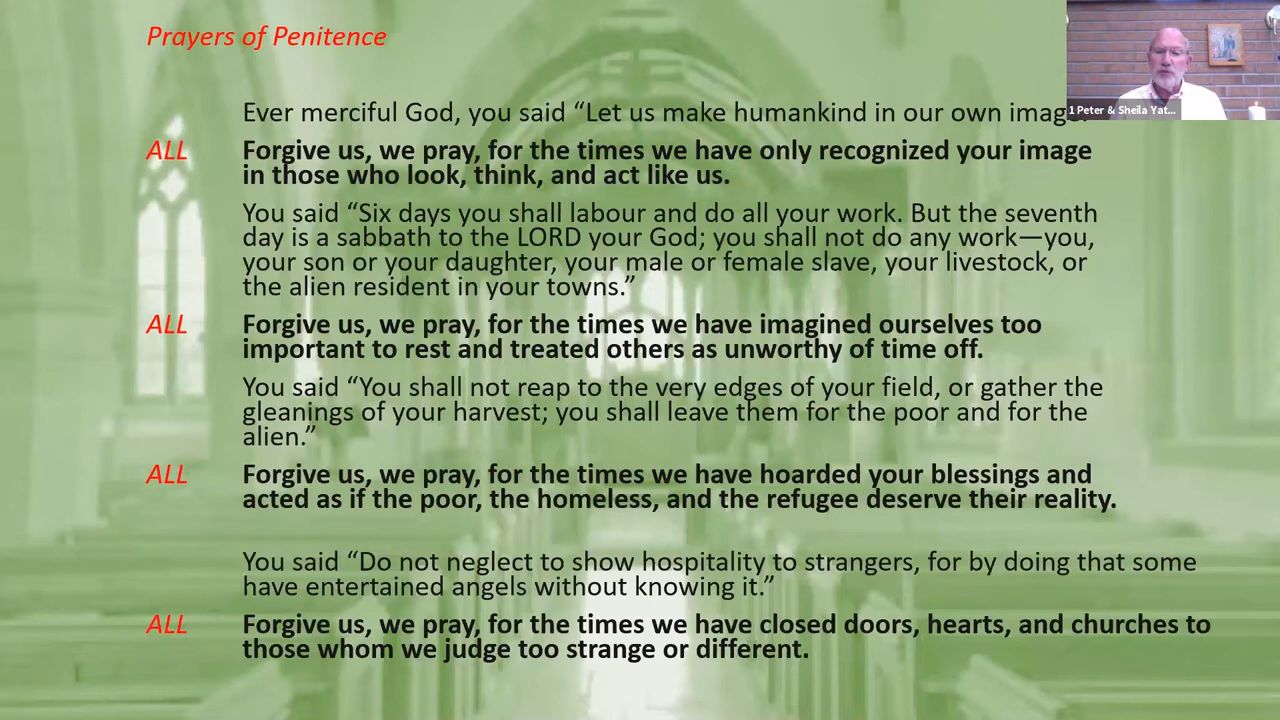 Prayers of Penitence
1 Peter & Sheila Yat...
Ever merciful God, you said “Let us make humankind in our own image.
ALL Forgive us, we pray, for the times we have only recognized your image
in those who look, think, and act like us.
You said “Six days you shall labour and do all your work. But the seventh
day is a sabbath to the LORD your God; you shall not do any work—you,
your son or your daughter, your male or female slave, your livestock, or
the alien resident in your towns.”
ALL Forgive us, we pray, for the times we have imagined ourselves too
important to rest and treated others as unworthy of time off.
You said “You shall not reap to the very edges of your field, or gather the
gleanings of your harvest; you shall leave them for the poor and for the
alien.”
ALL Forgive us, we pray, for the times we have hoarded your blessings and
acted as if the poor, the homeless, and the refugee deserve their reality.
You said “Do not neglect to show hospitality to strangers, for by doing that some
have entertained angels without knowing it.”
ALL Forgive us, we pray, for the times we have closed doors, hearts, and churches to
those whom we judge too strange or different.